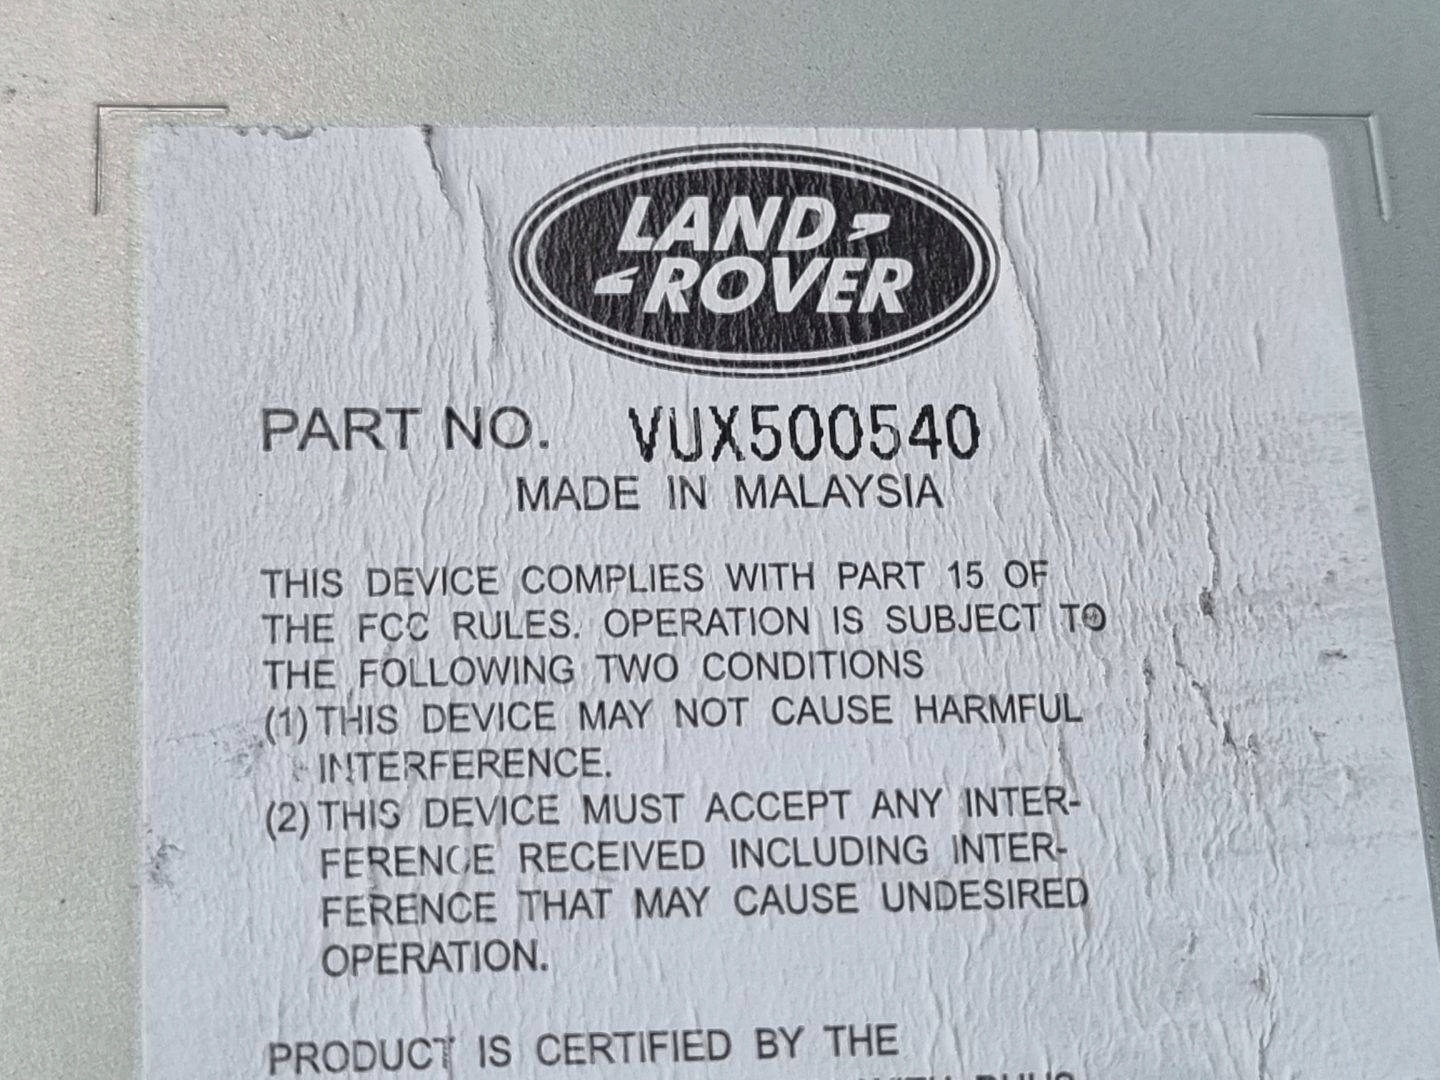 LAND
ROVER
PART NO. VUX500540
MADE IN MALAYSIA
THIS DEVICE COMPLIES WITH PART 15 OF
THE FCC RULES. OPERATION IS SUBJECT TO
THE FOLLOWING TWO CONDITIONS
(1) THIS DEVICE MAY NOT CAUSE HARMFUL
INTERFERENCE.
(2) THIS DEVICE MUST ACCEPT ANY INTER-
FERENCE RECEIVED INCLUDING INTER-
FERENCE THAT MAY CAUSE UNDESIRED
OPERATION.
PRODUCT IS CERTIFIED BY THE